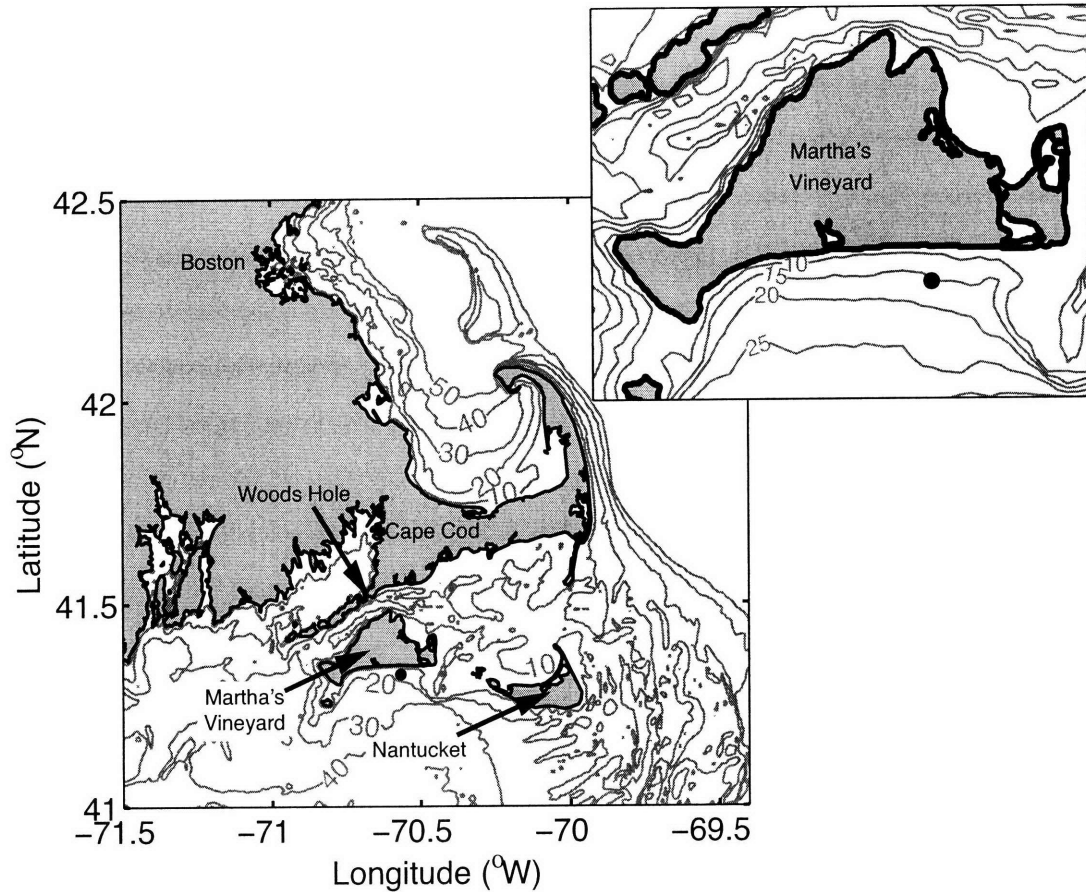 Martha's
Vineyard
10
15
20
25
42.5
42
41.5
41
Latitude (°N)
Boston
50
40
30
20
10
Woods Hole
Cape Cod
10
20
30
40
Martha's
Vineyard
Nantucket
−71.5
−71
−70.5
−70
−69.5
Longitude (°W)